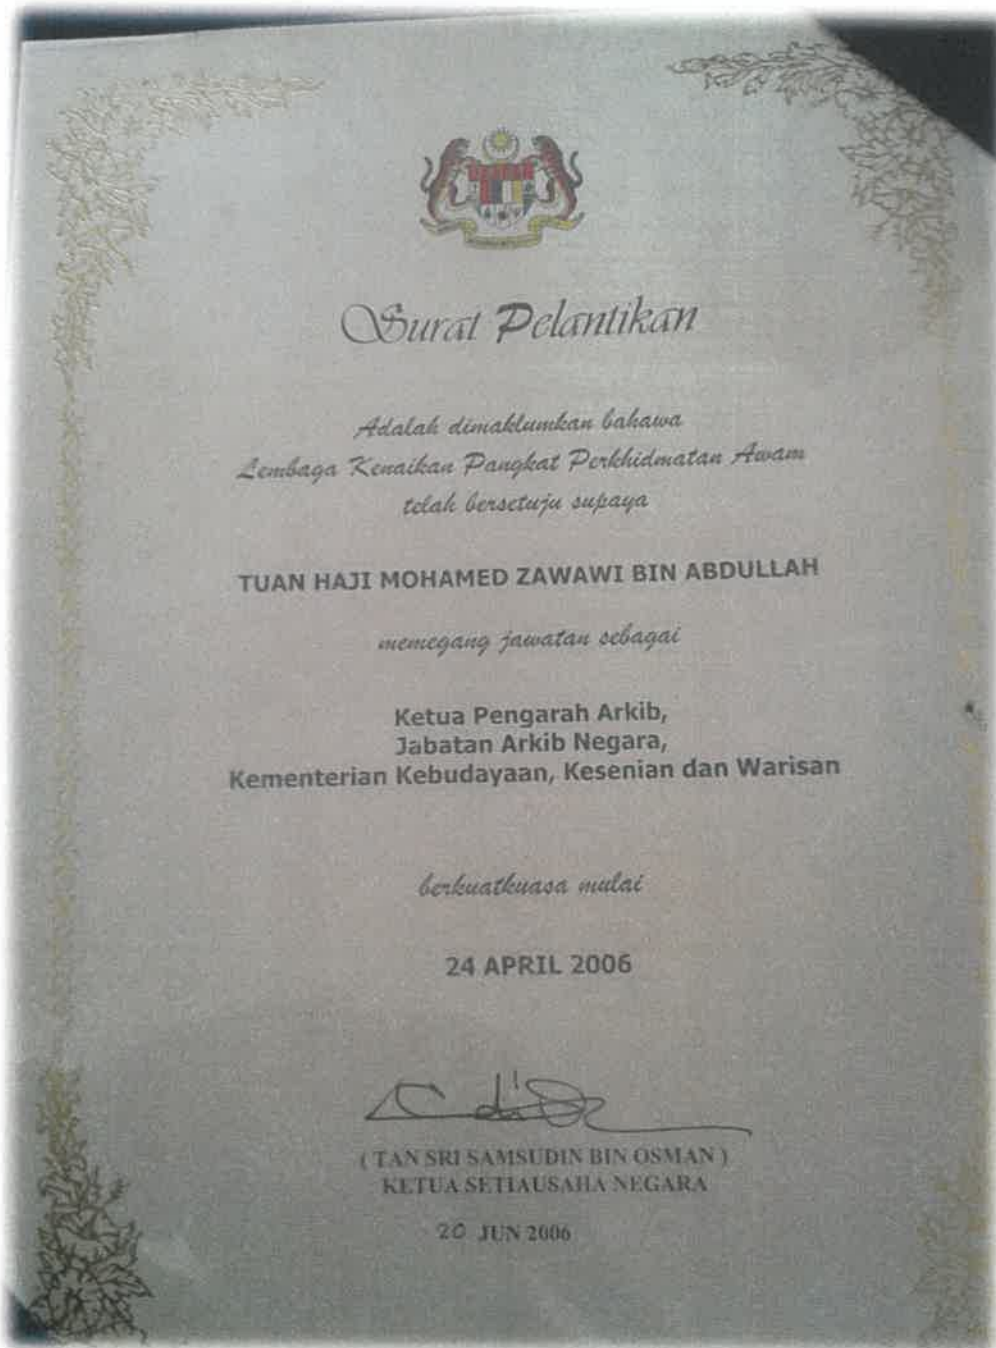 Surat Pelantikan
Adalah dimaklumkan bahawa
Lembaga Kenaikan Pangkat Perkhidmatan Awam
telah bersetuju supaya
TUAN HAJI MOHAMED ZAWAWI BIN ABDULLAH
memegang jawatan sebagai
Ketua Pengarah Arkib,
Jabatan Arkib Negara,
Kementerian Kebudayaan, Kesenian dan Warisan
berkuatkuasa mulai
24 APRIL 2006
( TAN SRI SAMSUDIN BIN OSMAN )
KETUA SETIAUSAHA NEGARA
20 JUN 2006